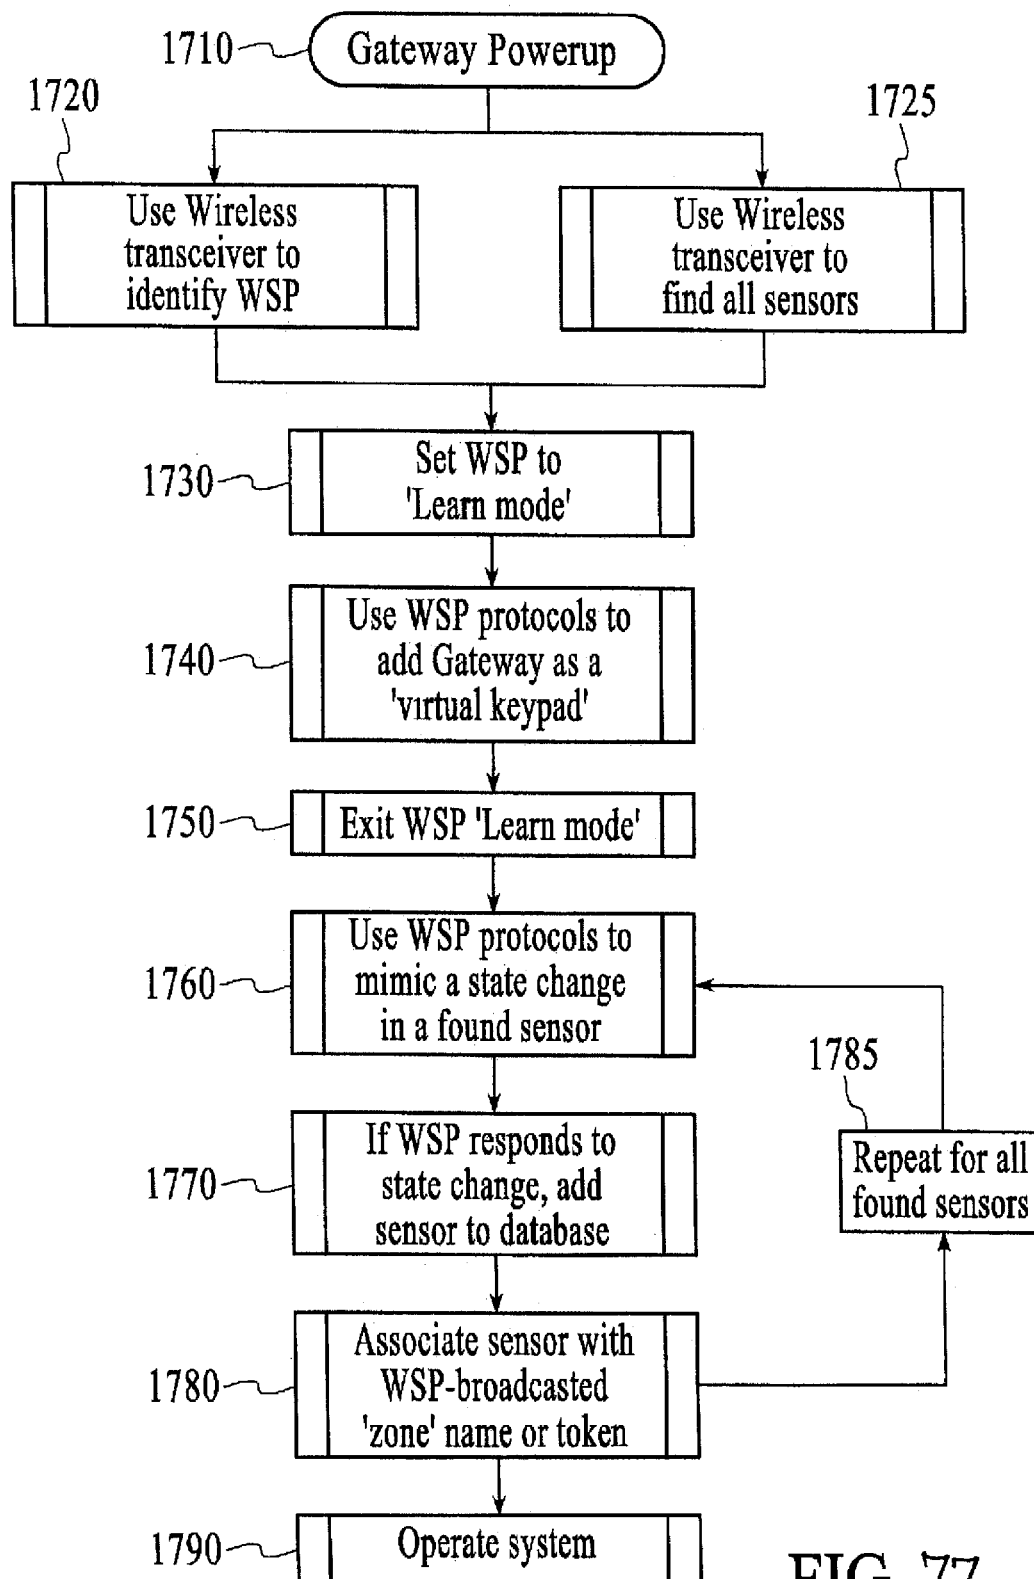 1710
Gateway Powerup
1720
1725
Use Wireless
transceiver to
identify WSP
Use Wireless
transceiver to
find all sensors
1730
Set WSP to
'Learn mode'
1740
Use WSP protocols to
add Gateway as a
'virtual keypad'
1750
Exit WSP 'Learn mode'
1760
Use WSP protocols to
mimic a state change
in a found sensor
1785
Repeat for all
found sensors
1770
If WSP responds to
state change, add
sensor to database
1780
Associate sensor with
WSP-broadcasted
'zone' name or token
1790
Operate system
FIG. 77